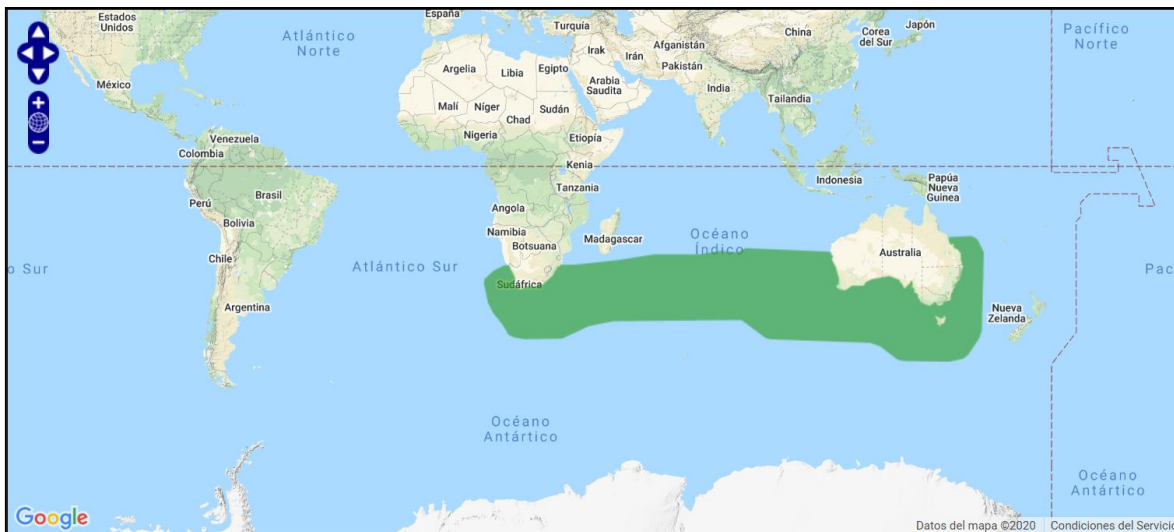 Estados
Unidos
México
Venezuela
Colombia
Perú
Brasil
Bolivia
Chile
Argentina
Atlántico
Norte
Atlántico Sur
España
Turquía
Argelia
Libia
Egipto
Malí
Níger
Chad
Sudán
Nigeria
Etiopía
Kenia
Tanzania
Angola
Namibia
Botsuana
Madagascar
Sudáfrica
Irak
Irán
Afganistán
Pakistán
Arabia
Saudita
India
China
Corea
del Sur
Japón
Tailandia
Indonesia
Papúa
Nueva
Guinea
Océano
Índico
Australia
Nueva
Zelanda
Pacífico
Norte
o Sur
Pac
Océano
Antártico
Océano
Antártico
Google
Datos del mapa ©2020
Condiciones del Servic